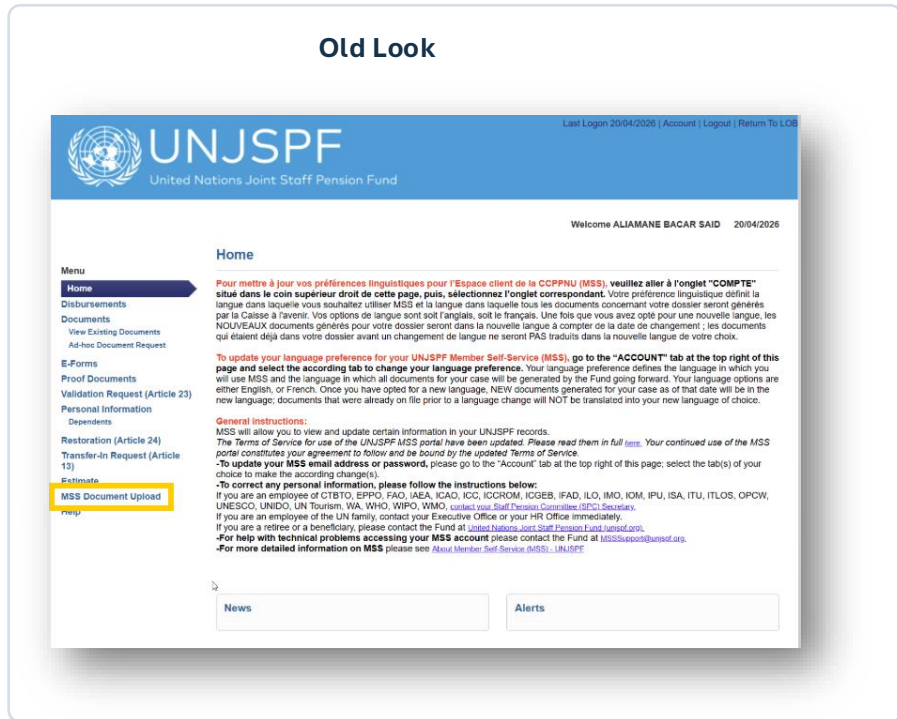 Old Look
Last Logon 20/04/2026 | Account | Logout | Return To LOB
UNJSPF
United Nations Joint Staff Pension Fund
Welcome ALIAMANE BACAR SAID 20/04/2026
Home
Menu
Home
Disbursements
Documents
View Existing Documents
Ad-hoc Document Request
E-Forms
Proof Documents
Validation Request (Article 23)
Personal Information
Dependents
Restoration (Article 24)
Transfer-In Request (Article
13)
Estimate
MSS Document Upload
Help
Pour mettre à jour vos préférences linguistiques pour l'Espace client de la CCPPNU (MSS), veuillez aller à l'onglet "COMPTE"
situé dans le coin supérieur droit de cette page, puis, sélectionnez l'onglet correspondant. Votre préférence linguistique définit la
langue dans laquelle vous souhaitez utiliser MSS et la langue dans laquelle tous les documents concernant votre dossier seront générés
par la Caisse à l'avenir. Vos options de langue sont soit l'anglais, soit le français. Une fois que vous avez opté pour une nouvelle langue, les
NOUVEAUX documents générés pour votre dossier seront dans la nouvelle langue à compter de la date de changement ; les documents
qui étaient déjà dans votre dossier avant un changement de langue ne seront PAS traduits dans la nouvelle langue de votre choix.
To update your language preference for your UNJSPF Member Self-Service (MSS), go to the “ACCOUNT” tab at the top right of this
page and select the according tab to change your language preference. Your language preference defines the language in which you
will use MSS and the language in which all documents for your case will be generated by the Fund going forward. Your language options are
either English, or French. Once you have opted for a new language, NEW documents generated for your case as of that date will be in the
new language; documents that were already on file prior to a language change will NOT be translated into your new language of choice.
General instructions:
MSS will allow you to view and update certain information in your UNJSPF records.
The Terms of Service for use of the UNJSPF MSS portal have been updated. Please read them in full here. Your continued use of the MSS
portal constitutes your agreement to follow and be bound by the updated Terms of Service.
-To update your MSS email address or password, please go to the "Account" tab at the top right of this page; select the tab(s) of your
choice to make the according change(s).
-To correct any personal information, please follow the instructions below:
If you are an employee of CTBTO, EPPO, FAO, IAEA, ICAO, ICC, ICCROM, ICGEB, IFAD, ILO, IMO, IOM, IPU, ISA, ITU, ITLOS, OPCW,
UNESCO, UNIDO, UN Tourism, WA, WHO, WIPO, WMO, contact your Staff Pension Committee (SPC) Secretary.
If you are an employee of the UN family, contact your Executive Office or your HR Office immediately.
If you are a retiree or a beneficiary, please contact the Fund at United Nations Joint Staff Pension Fund (unjspf.org).
-For help with technical problems accessing your MSS account please contact the Fund at MSSSupport@unjspf.org.
-For more detailed information on MSS please see About Member Self-Service (MSS) - UNJSPF
News
Alerts